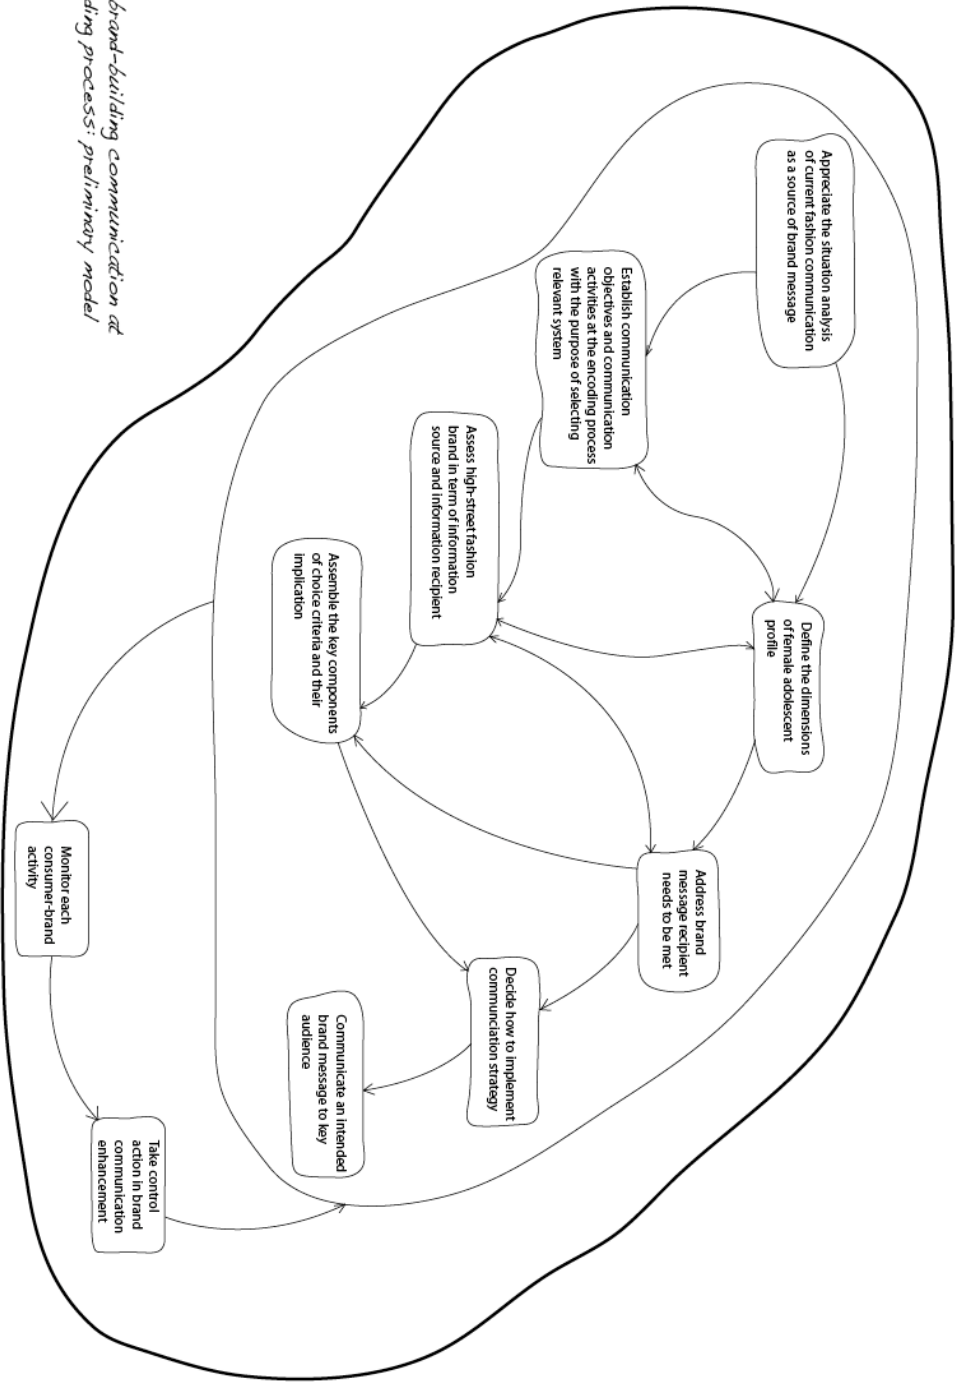 Appreciate the situation analysis
of current fashion communication
as a source of brand message
Define the dimensions
of female adolescent
profile
Establish communication
objectives and communication
activities at the encoding process
with the purpose of selecting
relevant system
Address brand
message recipient
needs to be met
Assess high-street fashion
brand in term of information
source and information recipient
Decide how to implement
communciation strategy
Assemble the key components
of choice criteria and their
implication
Communicate an intended
brand message to key
audience
Take control
action in brand
communication
enhancement
Monitor each
consumer-brand
activity
brand-building communication at
ding process: preliminary model